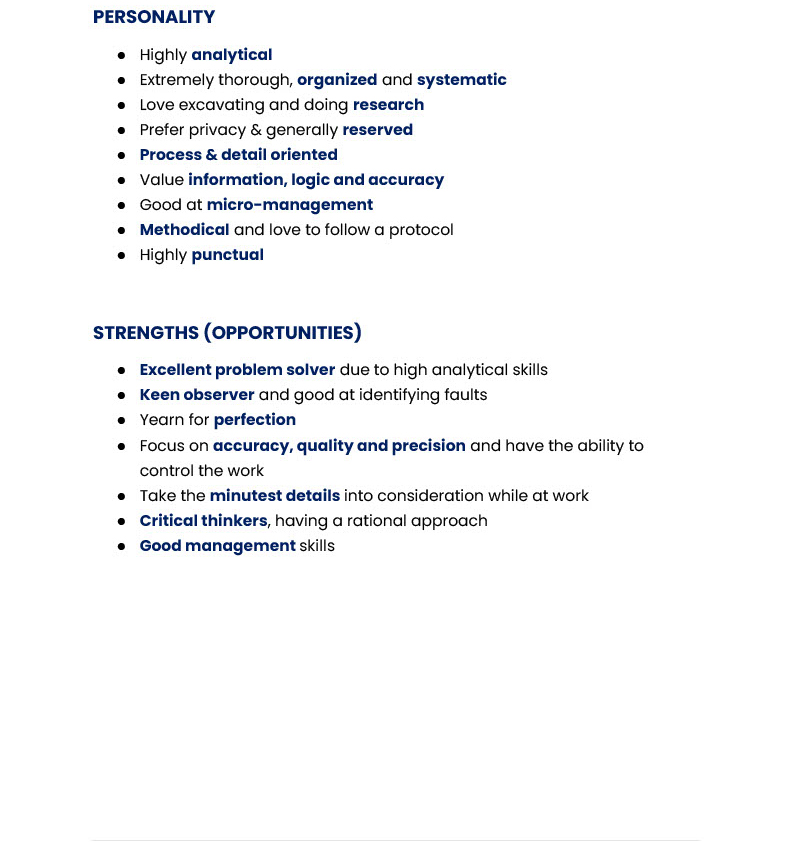 PERSONALITY
● Highly analytical
● Extremely thorough, organized and systematic
● Love excavating and doing research
● Prefer privacy & generally reserved
● Process & detail oriented
● Value information, logic and accuracy
● Good at micro-management
● Methodical and love to follow a protocol
● Highly punctual
STRENGTHS (OPPORTUNITIES)
● Excellent problem solver due to high analytical skills
● Keen observer and good at identifying faults
● Yearn for perfection
● Focus on accuracy, quality and precision and have the ability to
control the work
● Take the minutest details into consideration while at work
● Critical thinkers, having a rational approach
● Good management skills